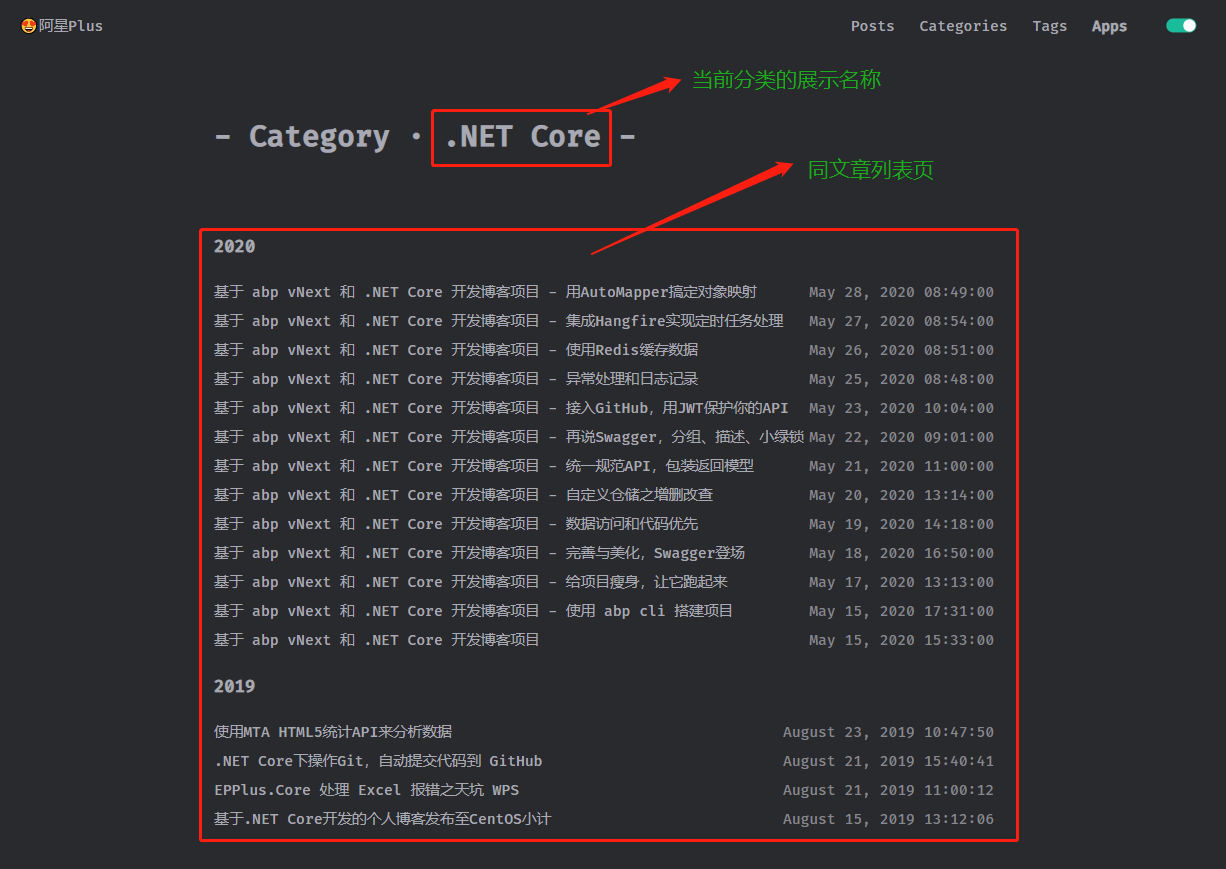 😍阿星Plus
Posts Categories Tags Apps
当前分类的展示名称
- Category · .NET Core -
同文章列表页
2020
基于 abp vNext 和 .NET Core 开发博客项目 - 用AutoMapper搞定对象映射 May 28, 2020 08:49:00
基于 abp vNext 和 .NET Core 开发博客项目 - 集成Hangfire实现定时任务处理 May 27, 2020 08:54:00
基于 abp vNext 和 .NET Core 开发博客项目 - 使用Redis缓存数据 May 26, 2020 08:51:00
基于 abp vNext 和 .NET Core 开发博客项目 - 异常处理和日志记录 May 25, 2020 08:48:00
基于 abp vNext 和 .NET Core 开发博客项目 - 接入GitHub，用JWT保护你的API May 23, 2020 10:04:00
基于 abp vNext 和 .NET Core 开发博客项目 - 再说Swagger，分组、描述、小绿锁 May 22, 2020 09:01:00
基于 abp vNext 和 .NET Core 开发博客项目 - 统一规范API，包装返回模型 May 21, 2020 11:00:00
基于 abp vNext 和 .NET Core 开发博客项目 - 自定义仓储之增删改查 May 20, 2020 13:14:00
基于 abp vNext 和 .NET Core 开发博客项目 - 数据访问和代码优先 May 19, 2020 14:18:00
基于 abp vNext 和 .NET Core 开发博客项目 - 完善与美化，Swagger登场 May 18, 2020 16:50:00
基于 abp vNext 和 .NET Core 开发博客项目 - 给项目瘦身，让它跑起来 May 17, 2020 13:13:00
基于 abp vNext 和 .NET Core 开发博客项目 - 使用 abp cli 搭建项目 May 15, 2020 17:31:00
基于 abp vNext 和 .NET Core 开发博客项目 May 15, 2020 15:33:00
2019
使用MTA HTML5统计API来分析数据 August 23, 2019 10:47:50
.NET Core下操作Git，自动提交代码到 GitHub August 21, 2019 15:40:41
EPPlus.Core 处理 Excel 报错之天坑 WPS August 21, 2019 11:00:12
基于.NET Core开发的个人博客发布至CentOS小计 August 15, 2019 13:12:06